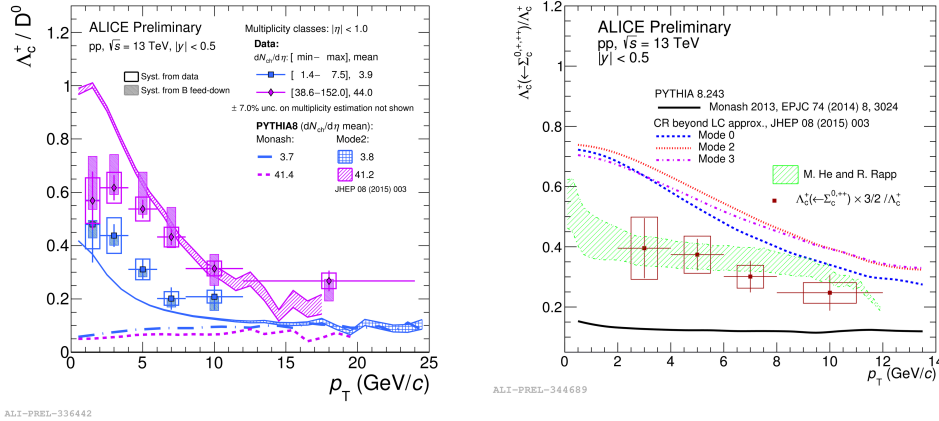 Λc+ / D0
ALICE Preliminary
pp, √s = 13 TeV, |y| < 0.5
Syst. from data
Syst. from B feed-down
Multiplicity classes: |η| < 1.0
Data:
dNch/dη: [ min− max], mean
[ 1.4− 7.5], 3.9
[38.6−152.0], 44.0
± 7.0% unc. on multiplicity estimation not shown
PYTHIA8 (dNch/dη mean):
Monash: Mode2:
3.7 3.8
41.4 41.2
JHEP 08 (2015) 003
1.2
1
0.8
0.6
0.4
0.2
0
0 5 10 15 20 25
pT (GeV/c)
ALI-PREL-336442
Λc+(←Σc0,+,++)/Λc+
ALICE Preliminary
pp, √s = 13 TeV
|y| < 0.5
PYTHIA 8.243
Monash 2013, EPJC 74 (2014) 8, 3024
CR beyond LC approx., JHEP 08 (2015) 003
Mode 0
Mode 2
Mode 3
M. He and R. Rapp
Λc+(←Σc0,++) × 3/2 /Λc+
1
0.8
0.6
0.4
0.2
0 2 4 6 8 10 12 14
pT (GeV/c)
ALI-PREL-344689